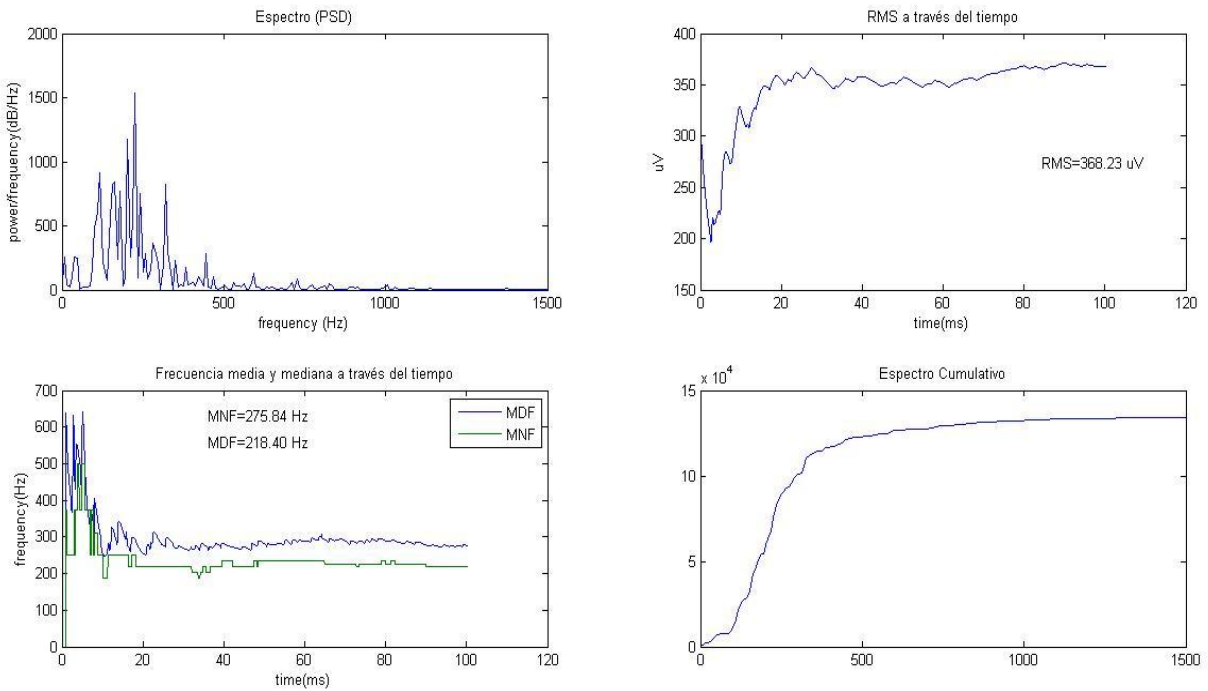 Espectro (PSD)
2000
1500
1000
500
0
power/frequency(dB/Hz)
0 500 1000 1500
frequency (Hz)
RMS a través del tiempo
400
350
300
250
200
150
uV
RMS=368.23 uV
0 20 40 60 80 100 120
time(ms)
Frecuencia media y mediana a través del tiempo
700
600
500
400
300
200
100
0
frequency(Hz)
MNF=275.84 Hz
MDF=218.40 Hz
MDF
MNF
0 20 40 60 80 100 120
time(ms)
Espectro Cumulativo
x 10^4
15
10
5
0
0 500 1000 1500